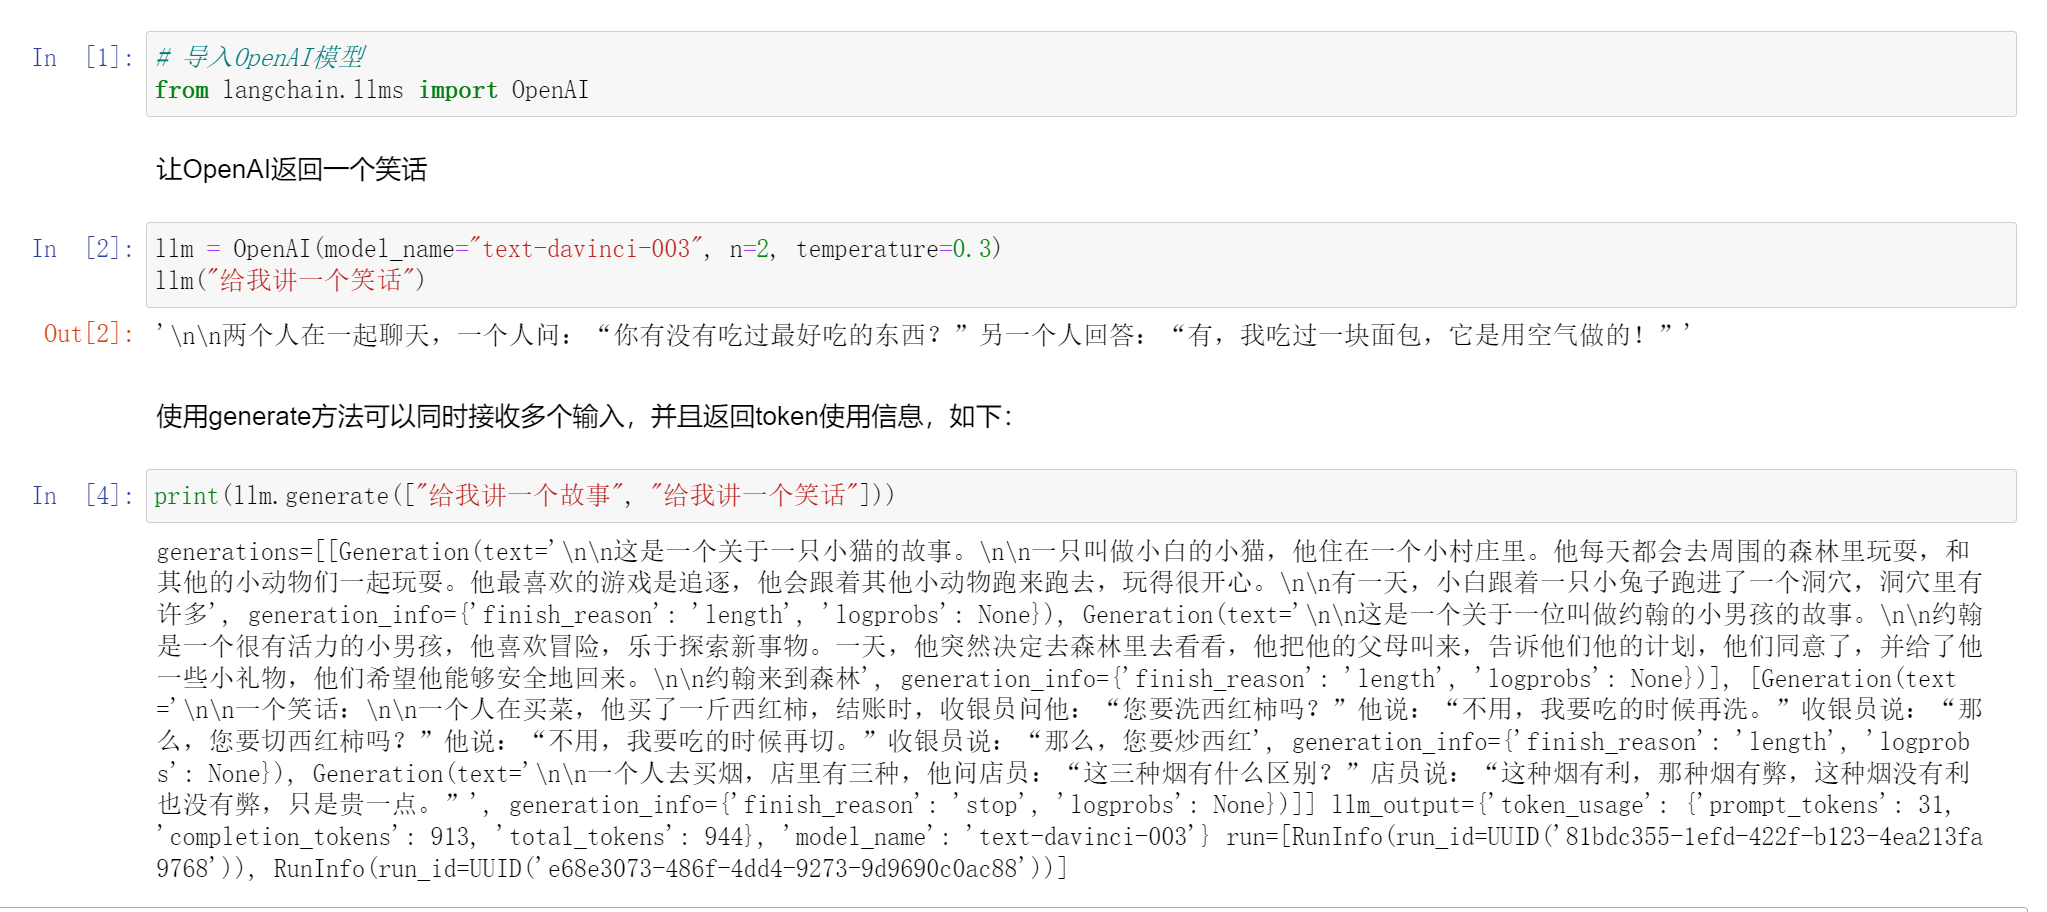 In [1]: # 导入OpenAI模型
from langchain.llms import OpenAI
让OpenAI返回一个笑话
In [2]: llm = OpenAI(model_name="text-davinci-003", n=2, temperature=0.3)
llm("给我讲一个笑话")
Out[2]: '\n\n两个人在一起聊天，一个人问：“你有没有吃过最好吃的东西？”另一个人回答：“有，我吃过一块面包，它是用空气做的！”'
使用generate方法可以同时接收多个输入，并且返回token使用信息，如下：
In [4]: print(llm.generate(["给我讲一个故事", "给我讲一个笑话"]))
generations=[[Generation(text='\n\n这是一个关于一只小猫的故事。\n\n一只叫做小白的小猫，他住在一个小村庄里。他每天都会去周围的森林里玩耍，和
其他的小动物们一起玩耍。他最喜欢的游戏是追逐，他会跟着其他小动物跑来跑去，玩得很开心。\n\n有一天，小白跟着一只小兔子跑进了一个洞穴，洞穴里有
许多', generation_info={'finish_reason': 'length', 'logprobs': None}), Generation(text='\n\n这是一个关于一位叫做约翰的小男孩的故事。\n\n约翰
是一个很有活力的小男孩，他喜欢冒险，乐于探索新事物。一天，他突然决定去森林里去看看，他把他的父母叫来，告诉他们他的计划，他们同意了，并给了他
一些小礼物，他们希望他能够安全地回来。\n\n约翰来到森林', generation_info={'finish_reason': 'length', 'logprobs': None})], [Generation(text
='\n\n一个笑话：\n\n一个人在买菜，他买了一斤西红柿，结账时，收银员问他：“您要洗西红柿吗？”他说：“不用，我要吃的时候再洗。”收银员说：“那
么，您要切西红柿吗？”他说：“不用，我要吃的时候再切。”收银员说：“那么，您要炒西红', generation_info={'finish_reason': 'length', 'logprob
s': None}), Generation(text='\n\n一个人去买烟，店里有三种，他问店员：“这三种烟有什么区别？”店员说：“这种烟有利，那种烟有弊，这种烟没有利
也没有弊，只是贵一点。”', generation_info={'finish_reason': 'stop', 'logprobs': None})]] llm_output={'token_usage': {'prompt_tokens': 31,
'completion_tokens': 913, 'total_tokens': 944}, 'model_name': 'text-davinci-003'} run=[RunInfo(run_id=UUID('81bdc355-1efd-422f-b123-4ea213fa
9768')), RunInfo(run_id=UUID('e68e3073-486f-4dd4-9273-9d9690c0ac88'))]